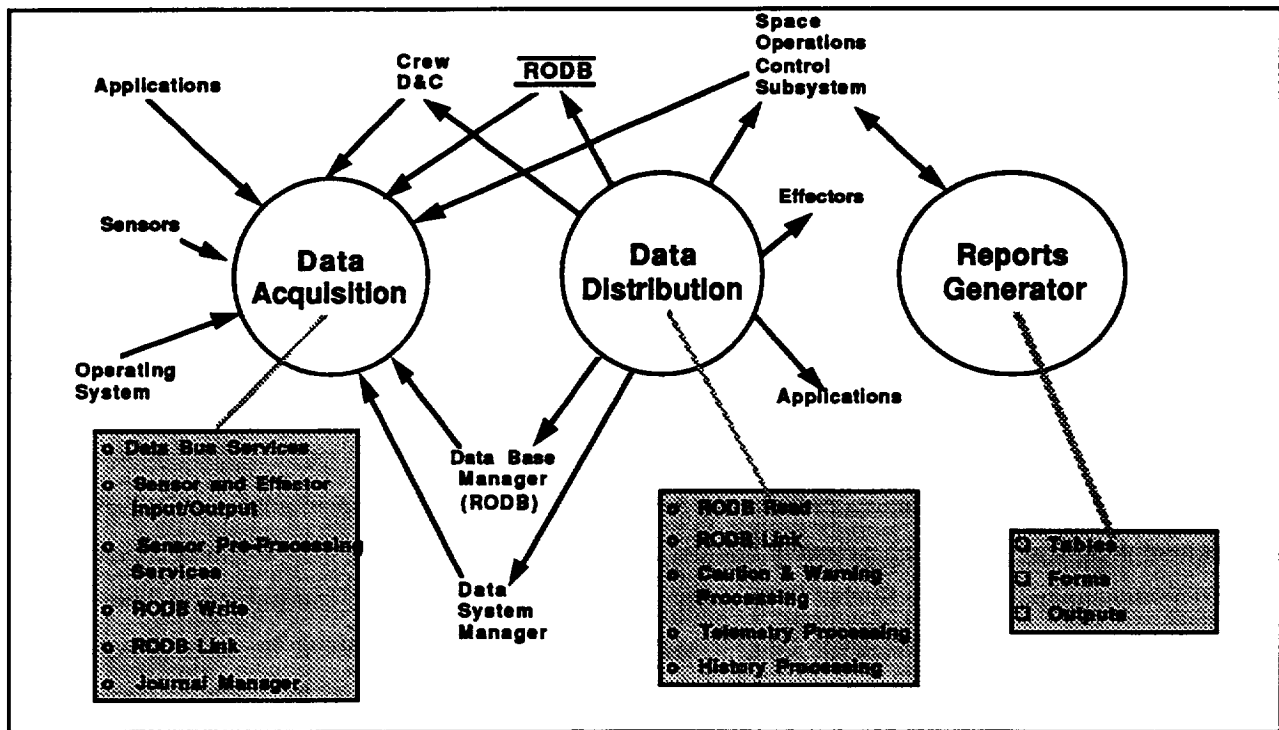 Space
Operations
Control
Subsystem
Crew
D&C
RODB
Applications
Sensors
Operating
System
Data
Acquisition
Data
Distribution
Effectors
Applications
Reports
Generator
Data Base
Manager
(RODB)
Data
System
Manager
o Data Bus Services
o Sensor and Effector
Input/Output
o Sensor Pre-Processing
Services
o RODB Write
o RODB Link
o Journal Manager
o RODB Read
o RODB Link
o Caution & Warning
Processing
o Telemetry Processing
o History Processing
□ Tables
□ Forms
□ Outputs